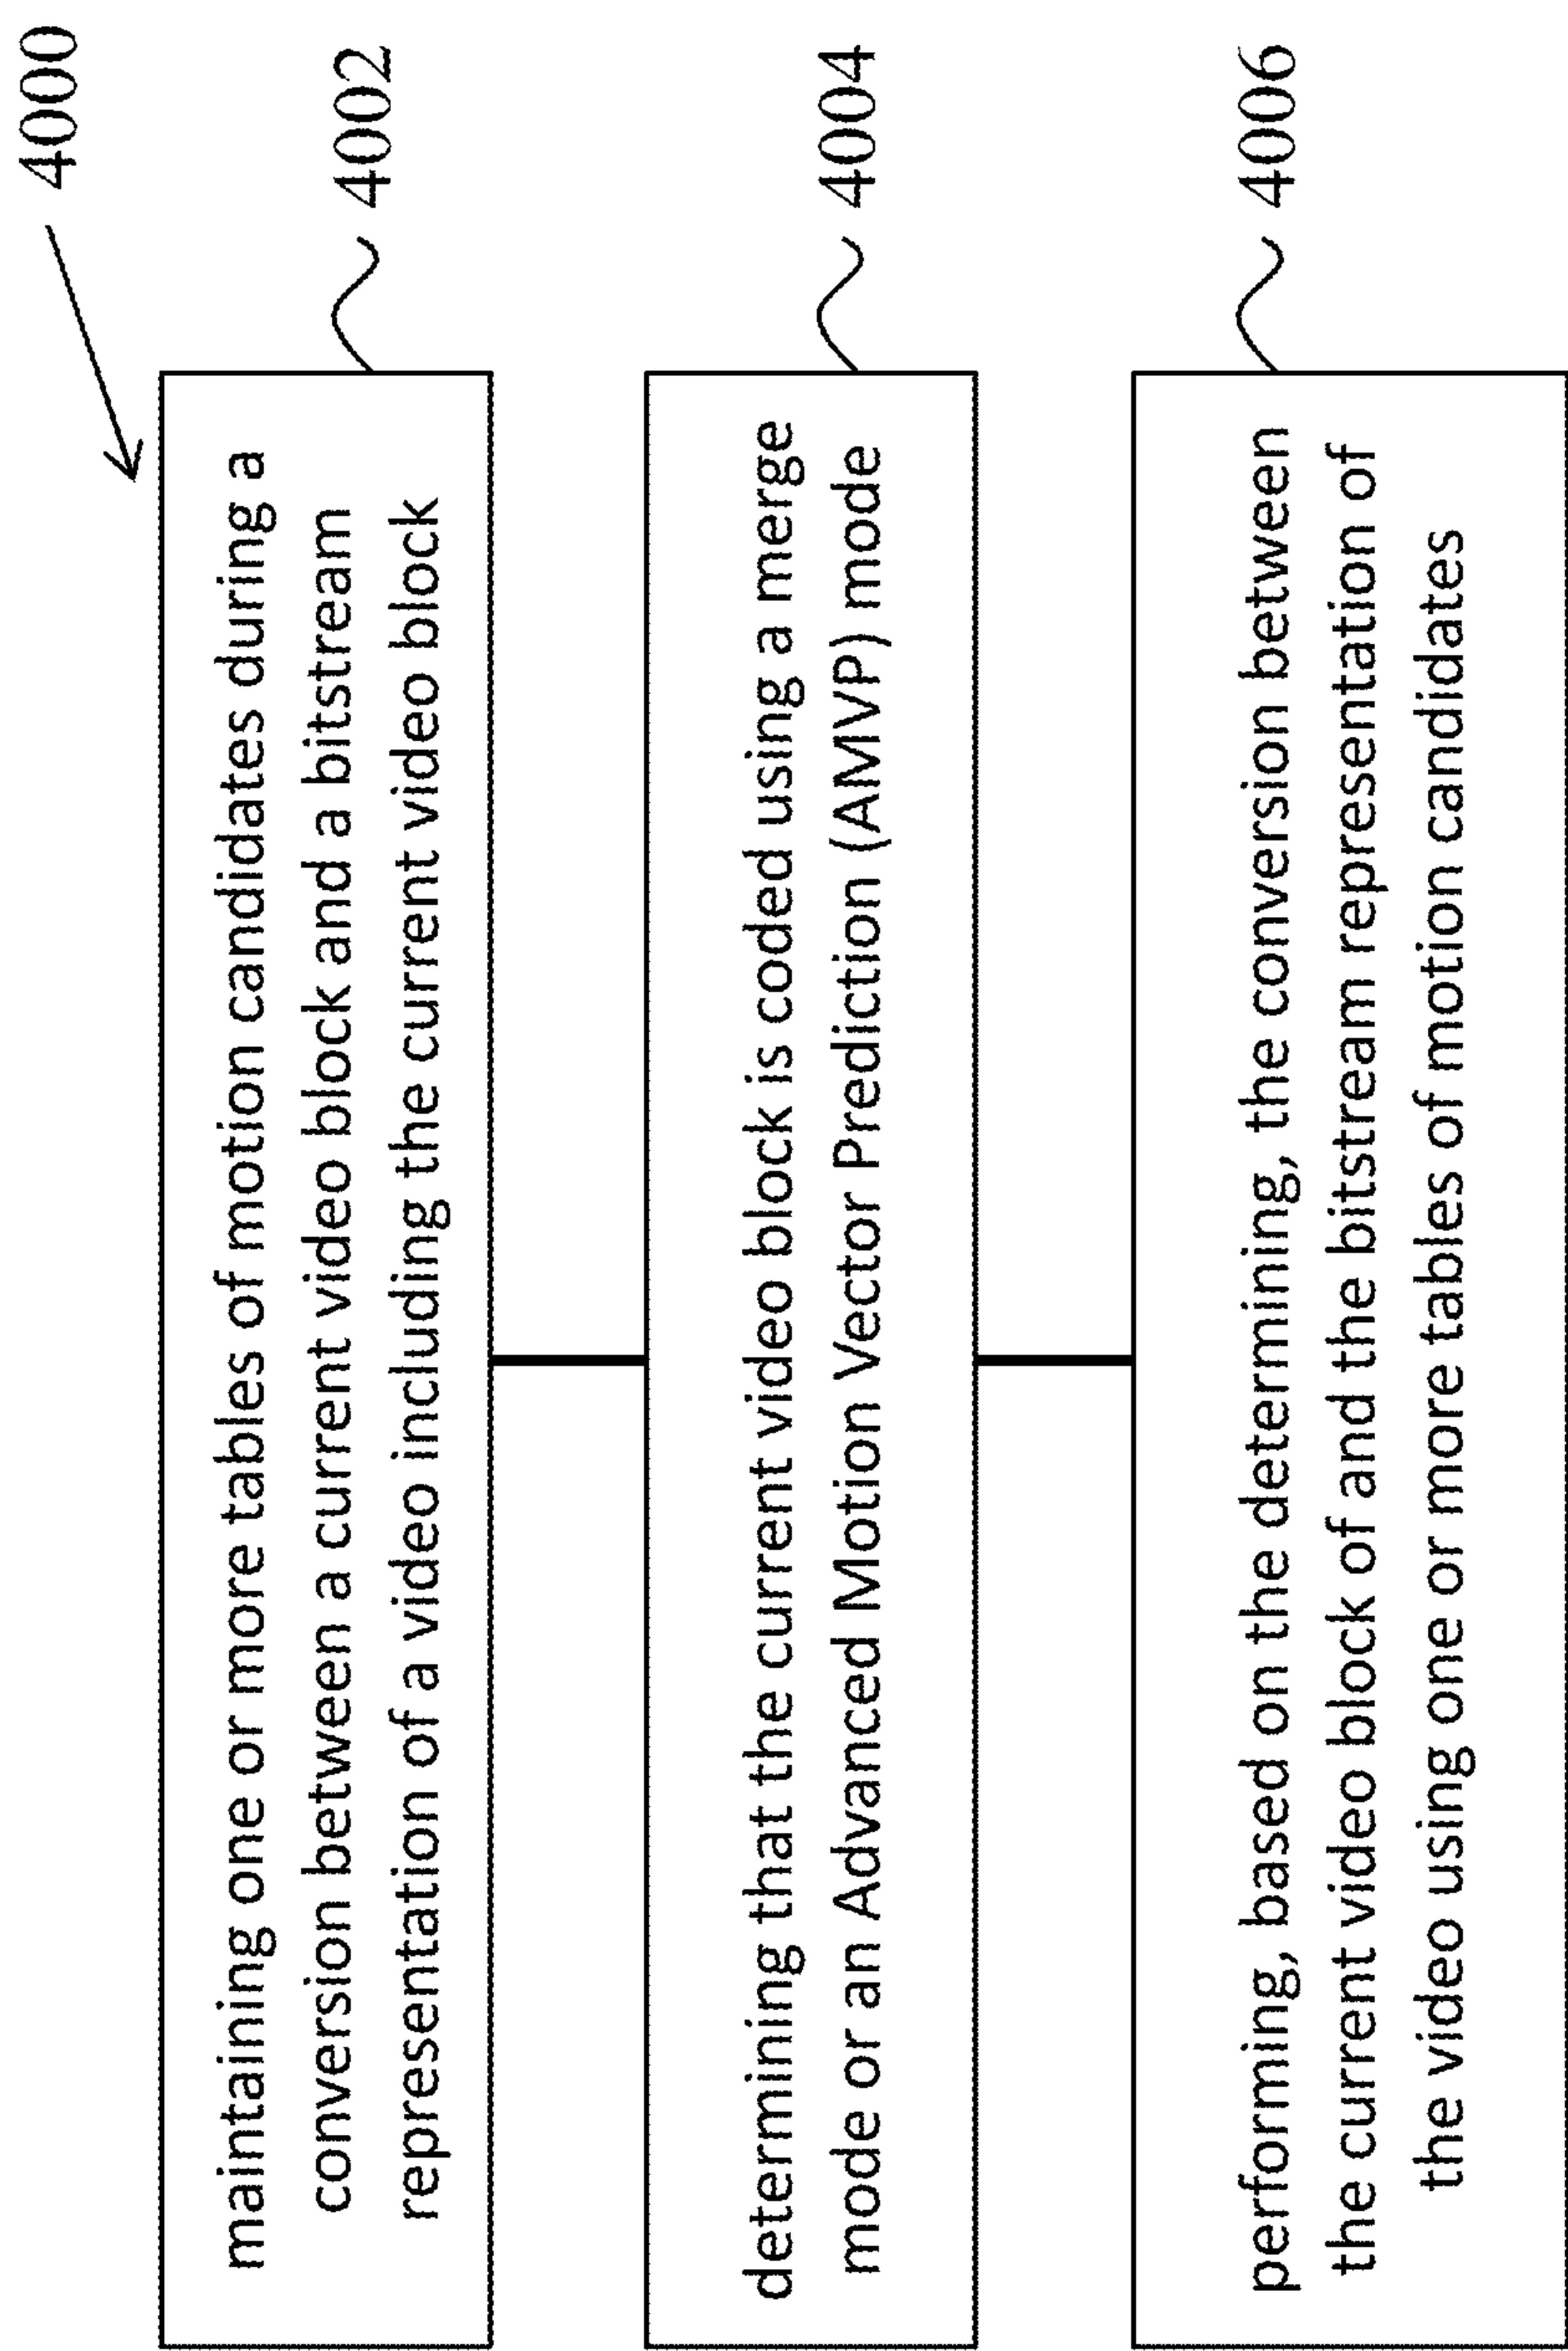 4000
maintaining one or more tables of motion candidates during a
conversion between a current video block and a bitstream
representation of a video including the current video block
4002
determining that the current video block is coded using a merge
mode or an Advanced Motion Vector Prediction (AMVP) mode
4004
performing, based on the determining, the conversion between
the current video block of and the bitstream representation of
the video using one or more tables of motion candidates
4006